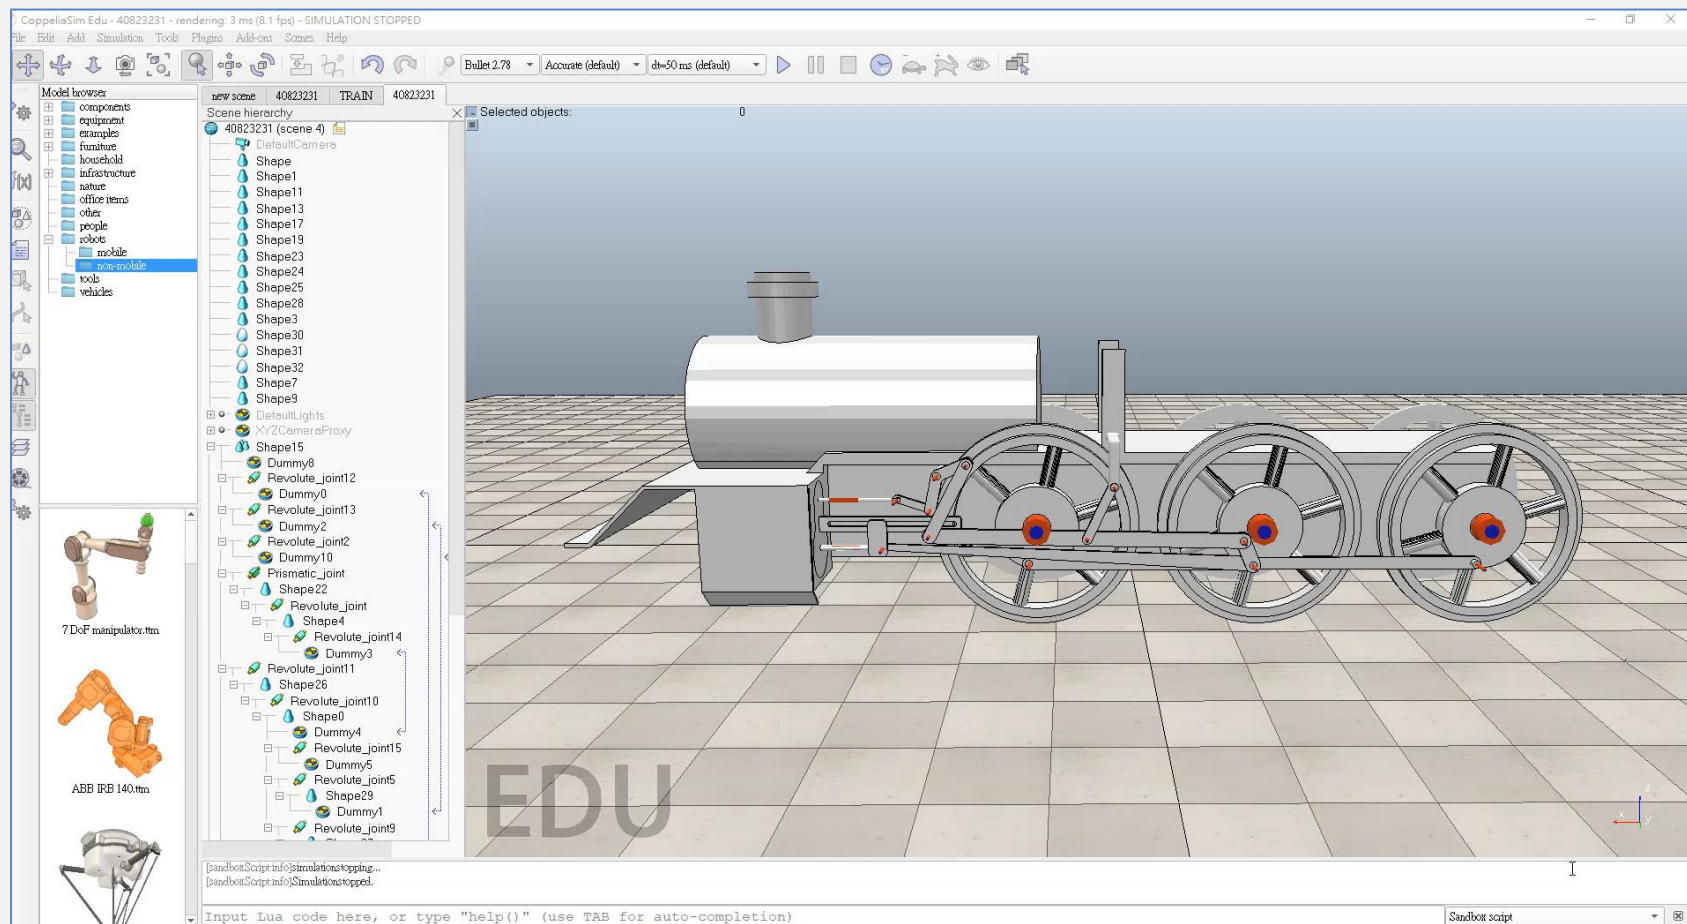 CoppeliaSim Edu - 40823231 - rendering: 3 ms (8.1 fps) - SIMULATION STOPPED
File Edit Add Simulation Tools Plugins Add-ons Scenes Help
Bullet 2.78 Accurate (default) dt=50 ms (default)
Model browser
components
equipment
examples
furniture
household
infrastructure
nature
office items
other
people
robots
mobile
non-mobile
tools
vehicles
7 DoF manipulator.ttm
ABB IRB 140.ttm
new scene 40823231 TRAIN 40823231
Scene hierarchy
40823231 (scene 4)
DefaultCamera
Shape
Shape1
Shape11
Shape13
Shape17
Shape19
Shape23
Shape24
Shape25
Shape28
Shape3
Shape30
Shape31
Shape32
Shape7
Shape9
DefaultLights
XYZCameraProxy
Shape15
Dummy8
Revolute_joint12
Dummy0
Revolute_joint13
Dummy2
Revolute_joint2
Dummy10
Prismatic_joint
Shape22
Revolute_joint
Shape4
Revolute_joint14
Dummy3
Revolute_joint11
Shape26
Revolute_joint10
Shape0
Dummy4
Revolute_joint15
Dummy5
Revolute_joint5
Shape29
Dummy1
Revolute_joint9
Selected objects: 0
EDU
z
x
y
[sandboxScript:info]simulationstopping...
[sandboxScript:info]Simulationstopped.
Input Lua code here, or type "help()" (use TAB for auto-completion)
Sandbox script